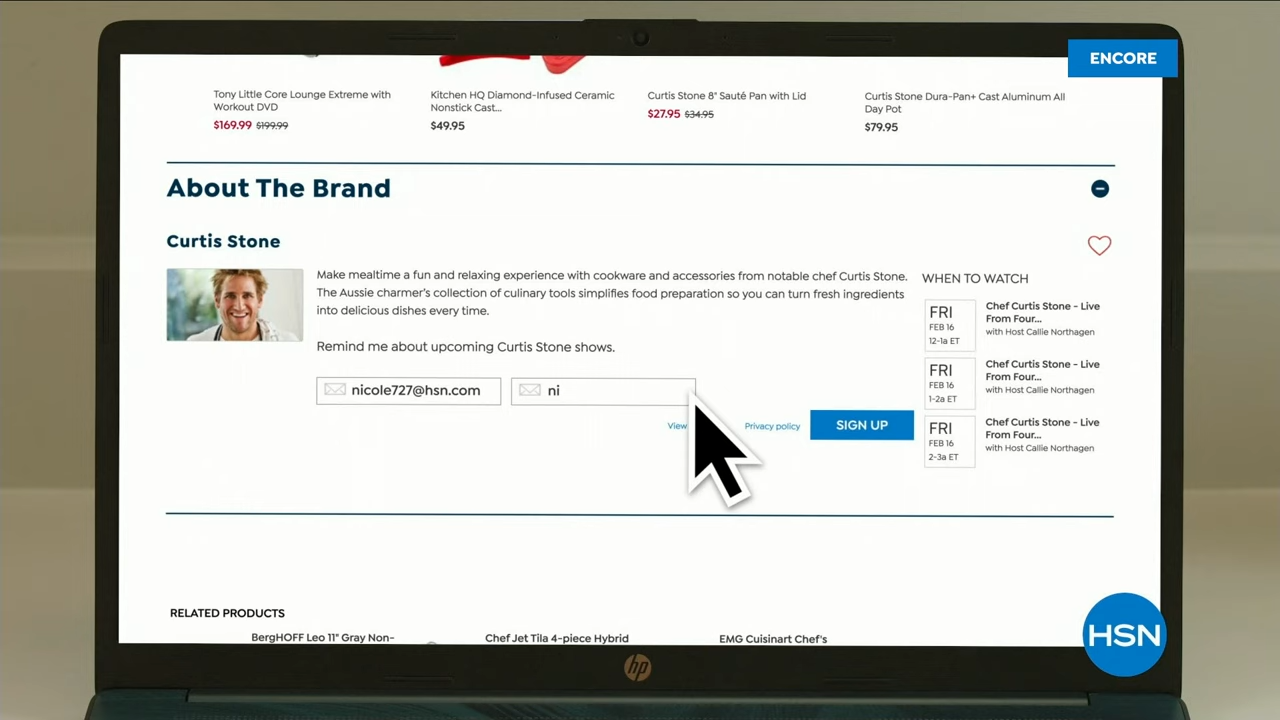 ENCORE
Tony Little Core Lounge Extreme with
Workout DVD
$169.99 $199.99
Kitchen HQ Diamond-Infused Ceramic
Nonstick Cast...
$49.95
Curtis Stone 8" Sauté Pan with Lid
$27.95 $34.95
Curtis Stone Dura-Pan+ Cast Aluminum All
Day Pot
$79.95
About The Brand
Curtis Stone
Make mealtime a fun and relaxing experience with cookware and accessories from notable chef Curtis Stone.
The Aussie charmer's collection of culinary tools simplifies food preparation so you can turn fresh ingredients
into delicious dishes every time.
Remind me about upcoming Curtis Stone shows.
nicole727@hsn.com
ni
View
Privacy policy
SIGN UP
WHEN TO WATCH
FRI
FEB 16
12-1a ET
Chef Curtis Stone - Live
From Four...
with Host Callie Northagen
FRI
FEB 16
1-2a ET
Chef Curtis Stone - Live
From Four...
with Host Callie Northagen
FRI
FEB 16
2-3a ET
Chef Curtis Stone - Live
From Four...
with Host Callie Northagen
RELATED PRODUCTS
BergHOFF Leo 11" Gray Non-
Chef Jet Tila 4-piece Hybrid
EMG Cuisinart Chef's
HSN
hp